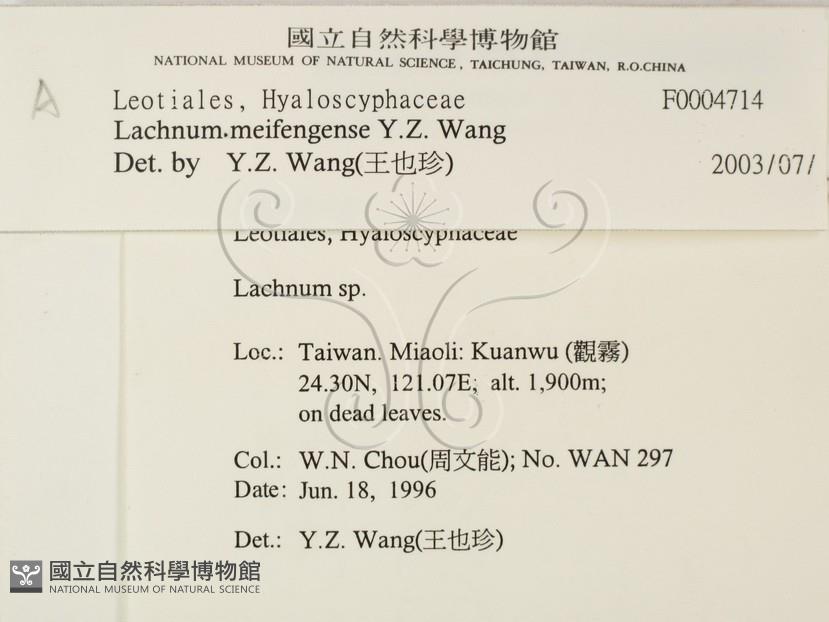 國立自然科學博物館
NATIONAL MUSEUM OF NATURAL SCIENCE, TAICHUNG, TAIWAN, R.O.CHINA
A
Leotiales, Hyaloscyphaceae F0004714
Lachnum.meifengense Y.Z. Wang
Det. by Y.Z. Wang(王也珍) 2003/07/
Leotiales, Hyaloscyphaceae
Lachnum sp.
Loc.: Taiwan. Miaoli: Kuanwu (觀霧)
24.30N, 121.07E; alt. 1,900m;
on dead leaves.
Col.: W.N. Chou(周文能); No. WAN 297
Date: Jun. 18, 1996
Det.: Y.Z. Wang(王也珍)
國立自然科學博物館
NATIONAL MUSEUM OF NATURAL SCIENCE